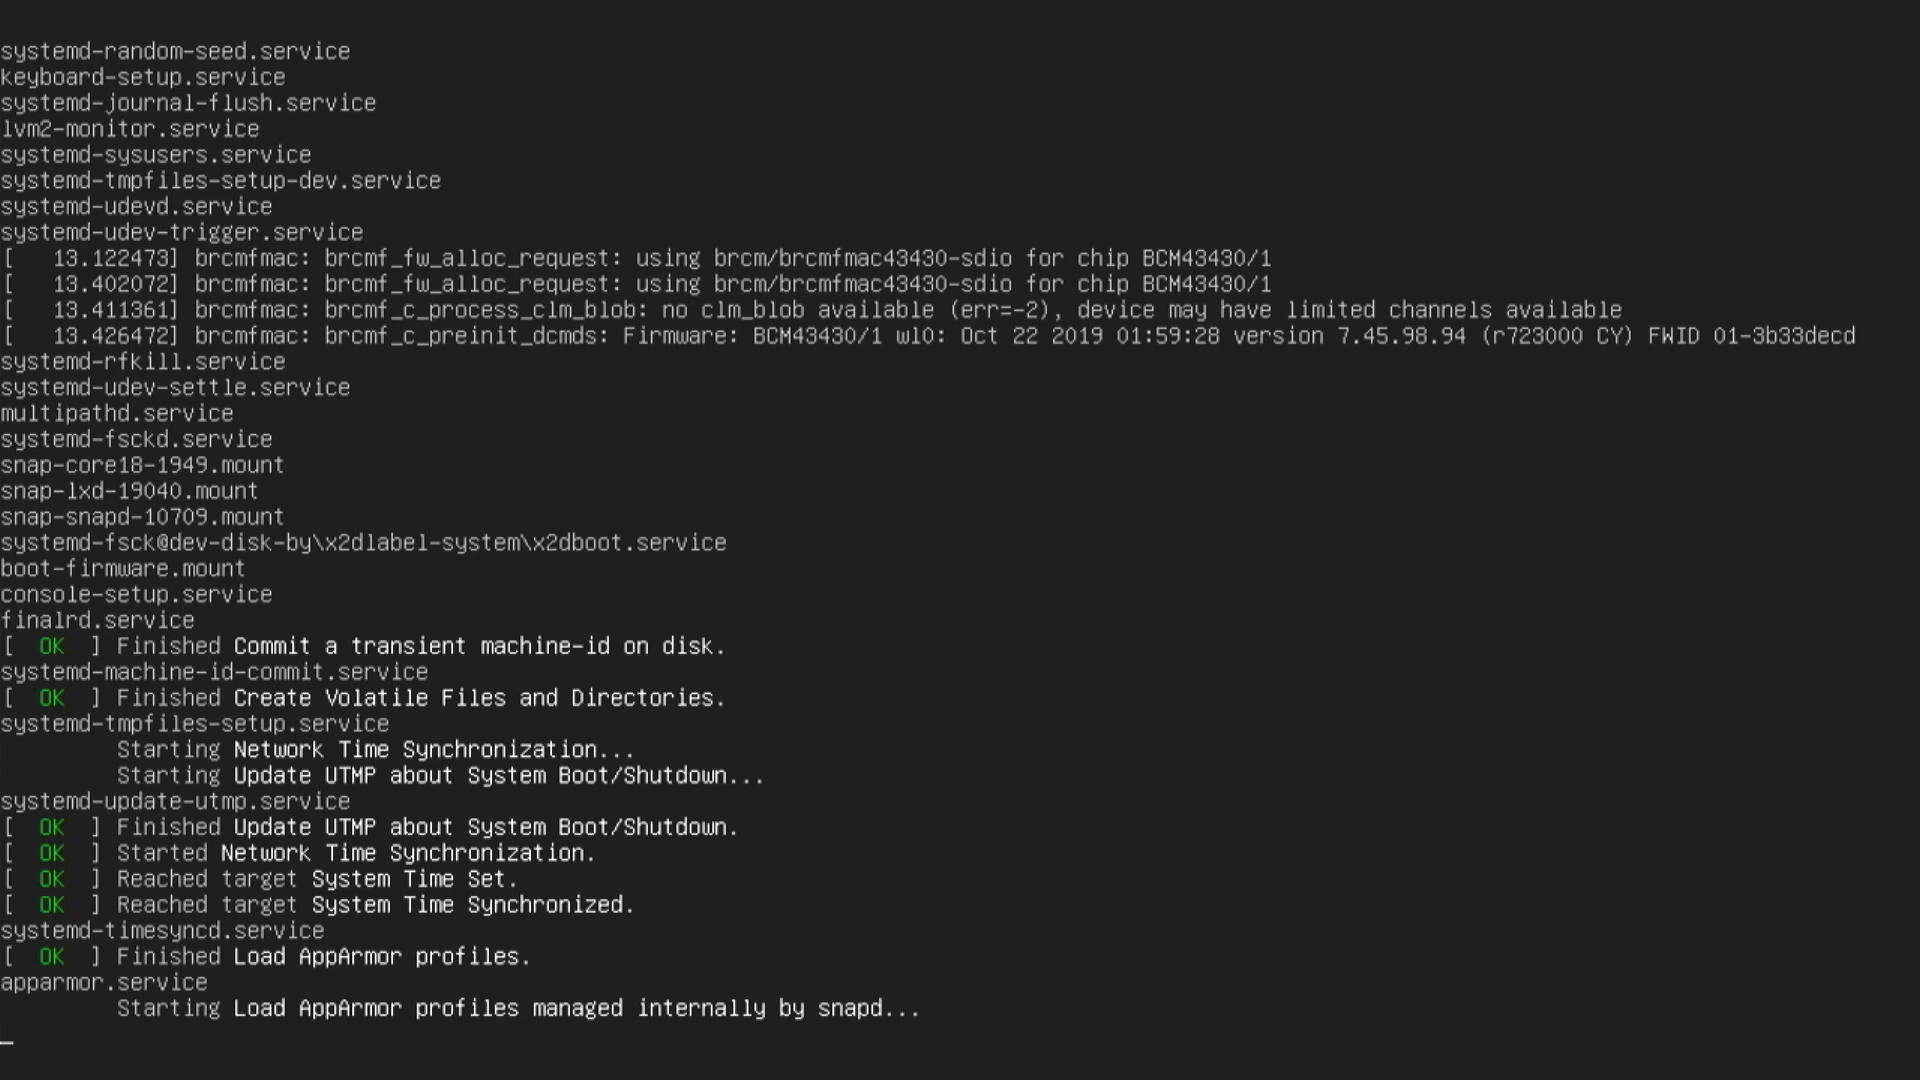 systemd-random-seed.service
keyboard-setup.service
systemd-journal-flush.service
lvm2-monitor.service
systemd-sysusers.service
systemd-tmpfiles-setup-dev.service
systemd-udevd.service
systemd-udev-trigger.service
[   13.122473] brcmfmac: brcmf_fw_alloc_request: using brcm/brcmfmac43430-sdio for chip BCM43430/1
[   13.402072] brcmfmac: brcmf_fw_alloc_request: using brcm/brcmfmac43430-sdio for chip BCM43430/1
[   13.411361] brcmfmac: brcmf_c_process_clm_blob: no clm_blob available (err=-2), device may have limited channels available
[   13.426472] brcmfmac: brcmf_c_preinit_dcmds: Firmware: BCM43430/1 wl0: Oct 22 2019 01:59:28 version 7.45.98.94 (r723000 CY) FWID 01-3b33decd
systemd-rfkill.service
systemd-udev-settle.service
multipathd.service
systemd-fsckd.service
snap-core18-1949.mount
snap-lxd-19040.mount
snap-snapd-10709.mount
systemd-fsck@dev-disk-by\x2dlabel-system\x2dboot.service
boot-firmware.mount
console-setup.service
finalrd.service
[  OK  ] Finished Commit a transient machine-id on disk.
systemd-machine-id-commit.service
[  OK  ] Finished Create Volatile Files and Directories.
systemd-tmpfiles-setup.service
         Starting Network Time Synchronization...
         Starting Update UTMP about System Boot/Shutdown...
systemd-update-utmp.service
[  OK  ] Finished Update UTMP about System Boot/Shutdown.
[  OK  ] Started Network Time Synchronization.
[  OK  ] Reached target System Time Set.
[  OK  ] Reached target System Time Synchronized.
systemd-timesyncd.service
[  OK  ] Finished Load AppArmor profiles.
apparmor.service
         Starting Load AppArmor profiles managed internally by snapd...